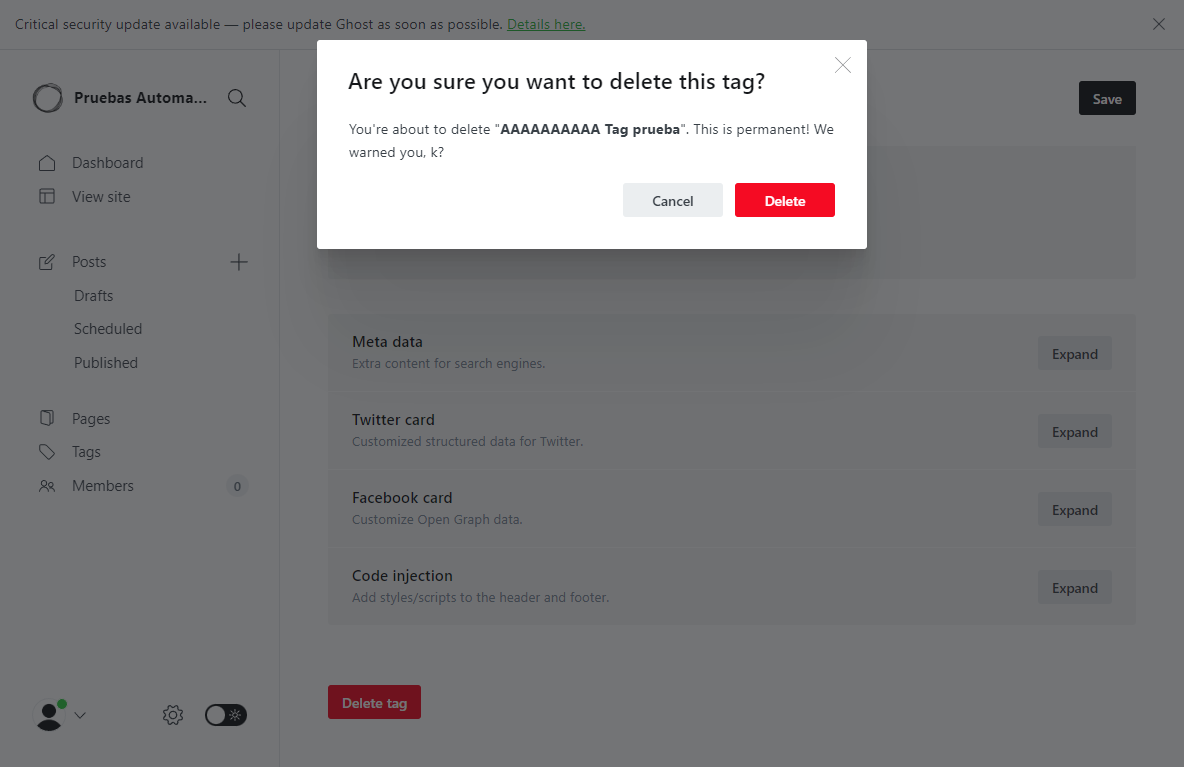 Critical security update available — please update Ghost as soon as possible. Details here.
Are you sure you want to delete this tag?
You're about to delete "AAAAAAAAAA Tag prueba". This is permanent! We
warned you, k?
Cancel
Delete
Pruebas Automa...
Save
Dashboard
View site
Posts
Drafts
Scheduled
Published
Pages
Tags
Members
0
Meta data
Extra content for search engines.
Expand
Twitter card
Customized structured data for Twitter.
Expand
Facebook card
Customize Open Graph data.
Expand
Code injection
Add styles/scripts to the header and footer.
Expand
Delete tag